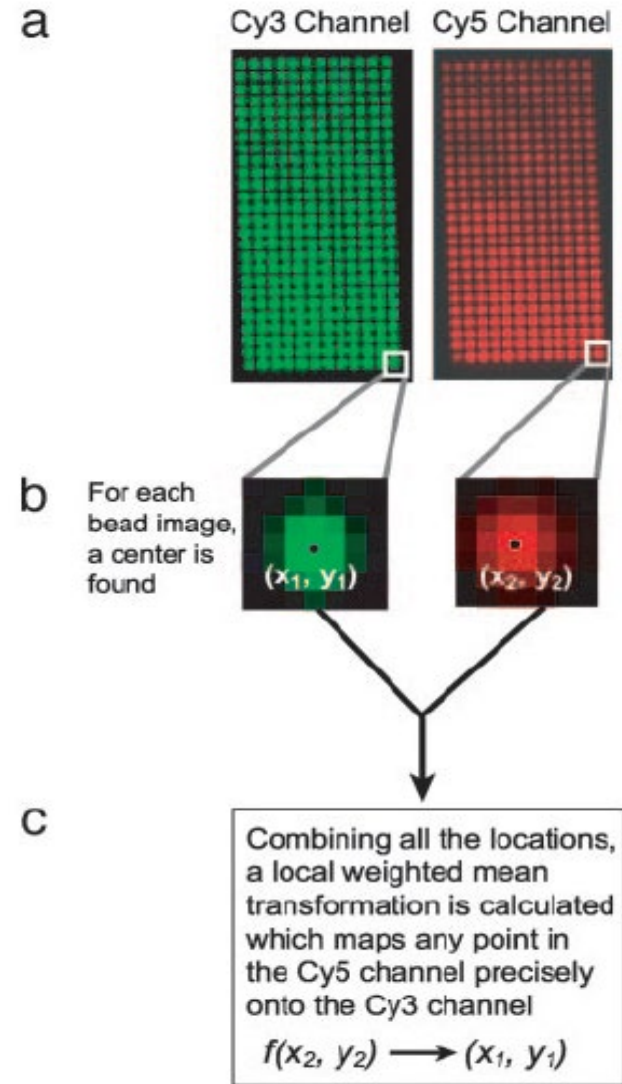 a
Cy3 Channel Cy5 Channel
b
For each
bead image,
a center is
found
(x₁, y₁) (x₂, y₂)
c
Combining all the locations,
a local weighted mean
transformation is calculated
which maps any point in
the Cy5 channel precisely
onto the Cy3 channel
f(x₂, y₂) ⟶ (x₁, y₁)